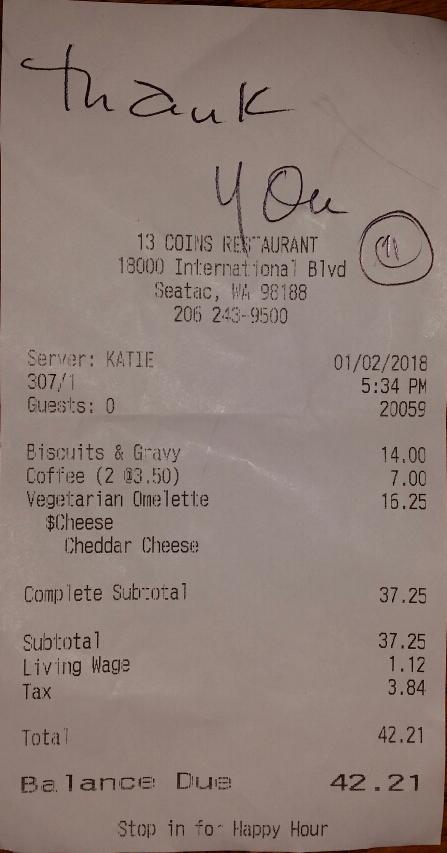 Thank
you
13 COINS RESTAURANT
18000 International Blvd
Seatac, WA 98188
206 243-9500
Server: KATIE 01/02/2018
307/1 5:34 PM
Guests: 0 20059
Biscuits & Gravy 14.00
Coffee (2 @3.50) 7.00
Vegetarian Omelette 16.25
$Cheese
Cheddar Cheese
Complete Subtotal 37.25
Subtotal 37.25
Living Wage 1.12
Tax 3.84
Total 42.21
Balance Due 42.21
Stop in for Happy Hour